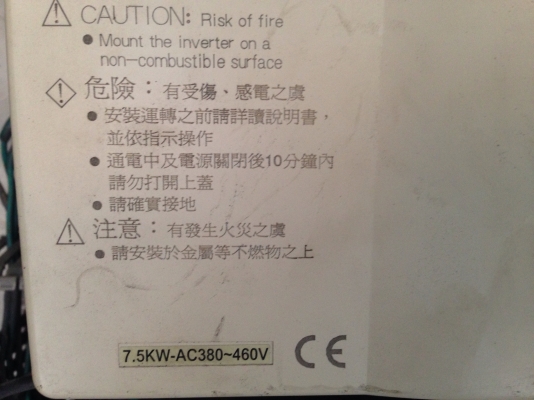 CAUTION: Risk of fire
● Mount the inverter on a
non-combustible surface
危險：有受傷、感電之虞
● 安裝運轉之前請詳讀說明書，
並依指示操作
● 通電中及電源關閉後10分鐘內
請勿打開上蓋
● 請確實接地
注意：有發生火災之虞
● 請安裝於金屬等不燃物之上
7.5KW-AC380~460V
CE